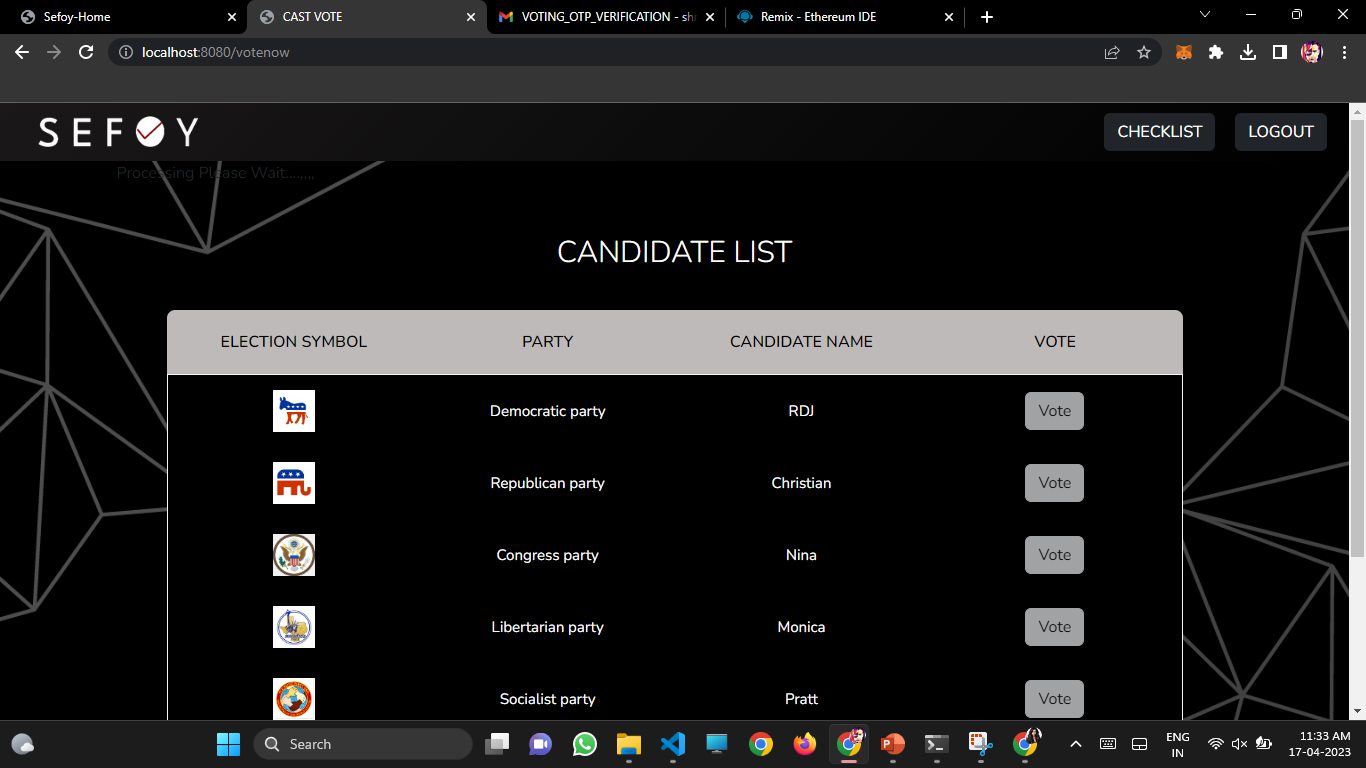 Sefoy-Home
CAST VOTE
VOTING_OTP_VERIFICATION - shr
Remix - Ethereum IDE
localhost:8080/votenow
SEFOY
CHECKLIST
LOGOUT
Processing Please Wait....,,,,
CANDIDATE LIST
ELECTION SYMBOL PARTY CANDIDATE NAME VOTE
Democratic party RDJ Vote
Republican party Christian Vote
Congress party Nina Vote
Libertarian party Monica Vote
Socialist party Pratt Vote
Search
ENG
IN
11:33 AM
17-04-2023